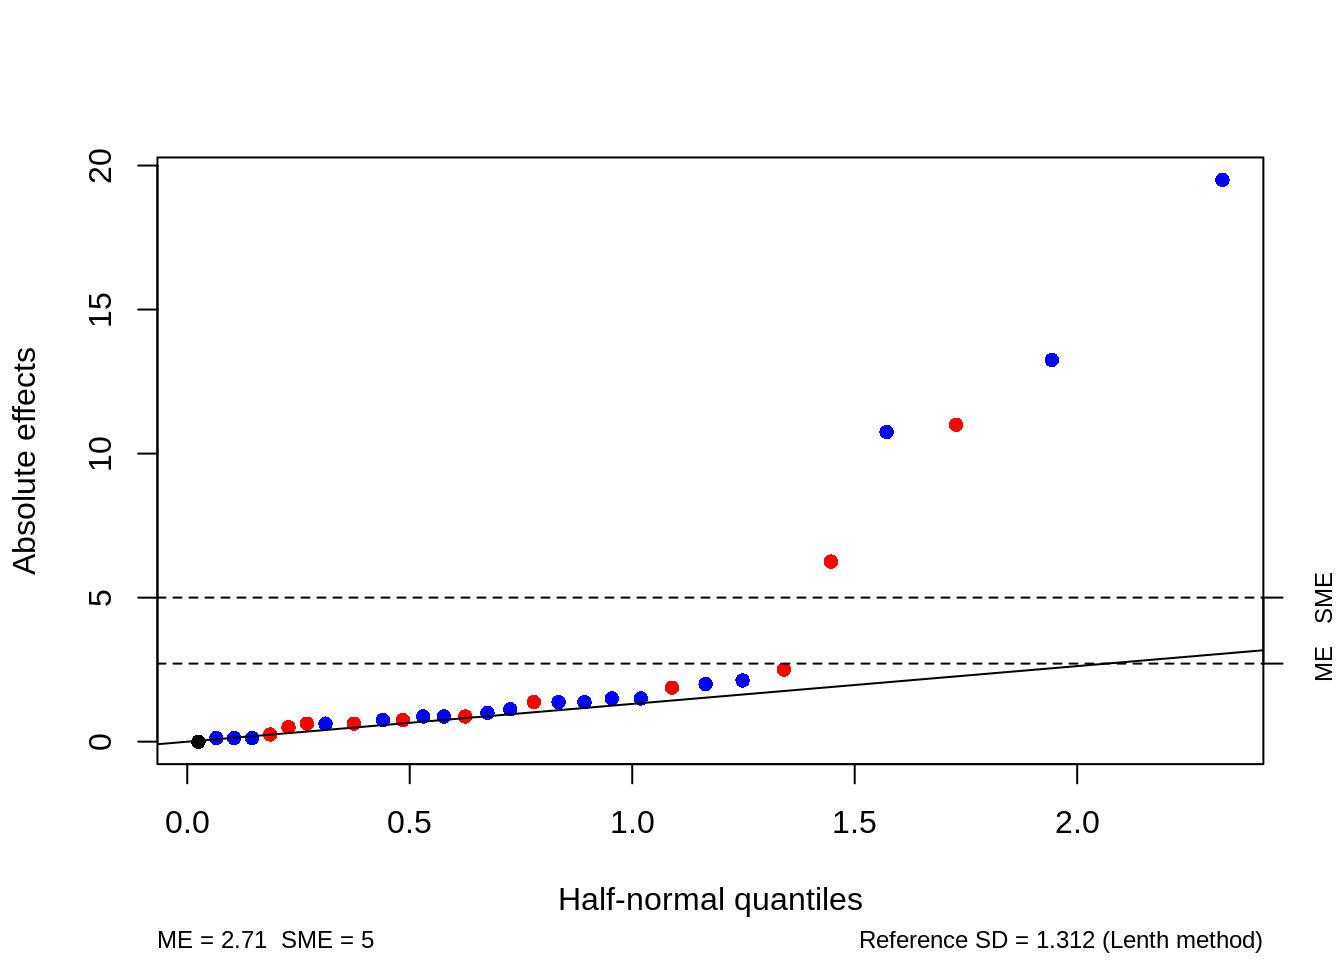 20
15
10
5
0
Absolute effects
SME
ME
0.0 0.5 1.0 1.5 2.0
Half-normal quantiles
ME = 2.71 SME = 5
Reference SD = 1.312 (Lenth method)